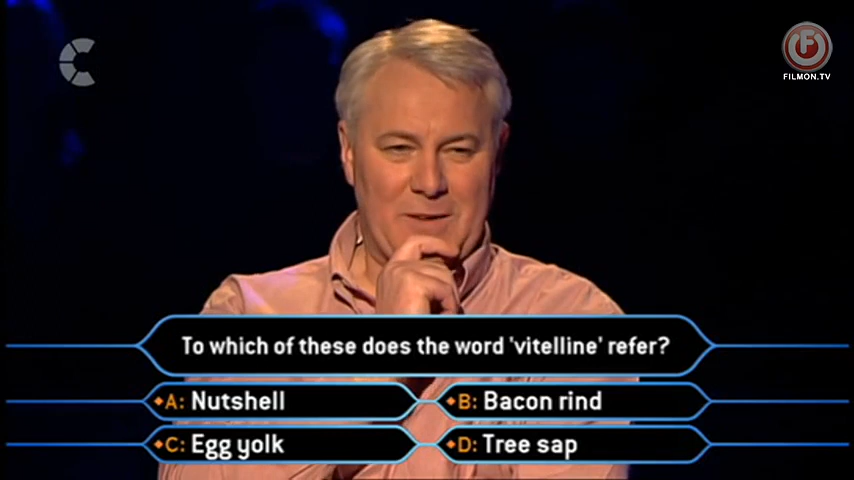 FILMON.TV
To which of these does the word 'vitelline' refer?
A: Nutshell
B: Bacon rind
C: Egg yolk
D: Tree sap